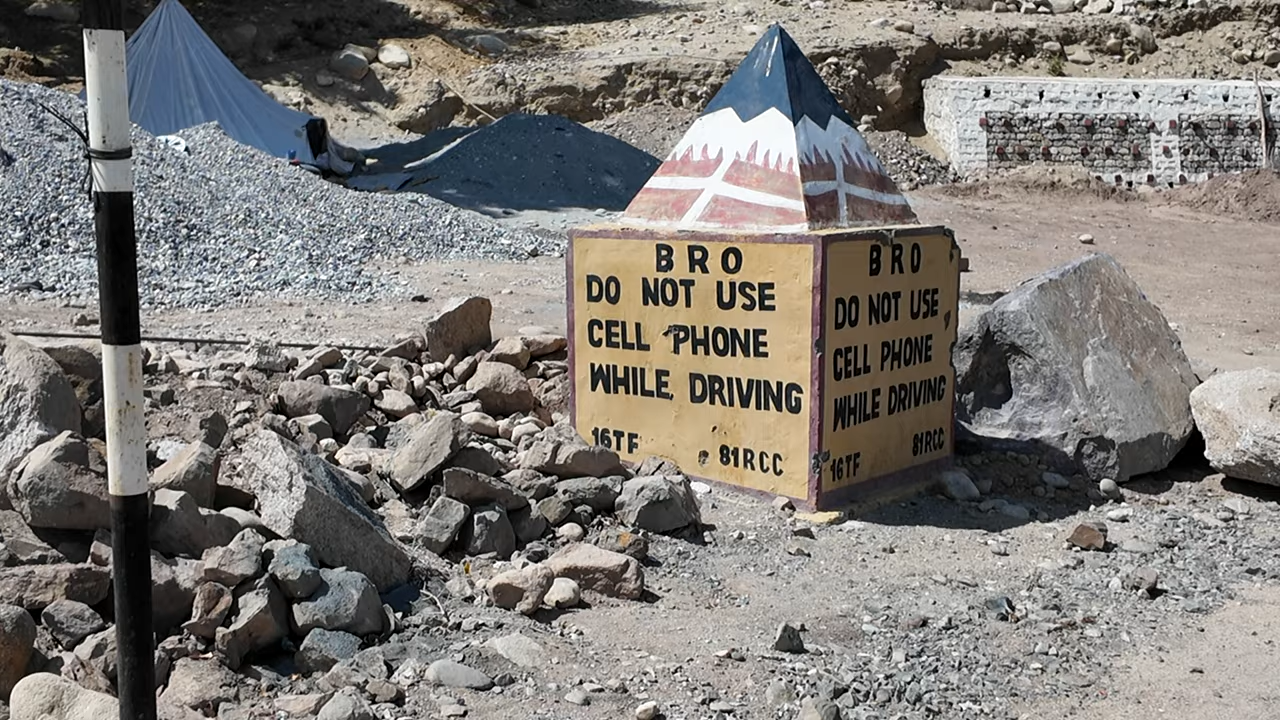 BRO
DO NOT USE
CELL PHONE
WHILE, DRIVING
16TF 81RCC
BRO
DO NOT USE
CELL PHONE
WHILE DRIVING
16TF 81RCC